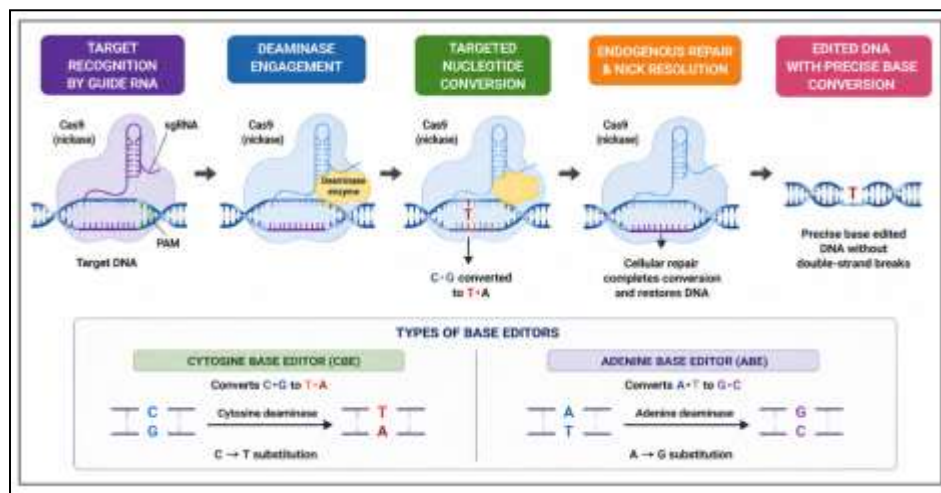 TARGET
RECOGNITION
BY GUIDE RNA
DEAMINASE
ENGAGEMENT
TARGETED
NUCLEOTIDE
CONVERSION
ENDOGENOUS REPAIR
& NICK RESOLUTION
EDITED DNA
WITH PRECISE BASE
CONVERSION
Cas9
(nickase)
sgRNA
PAM
Target DNA
Cas9
(nickase)
Deaminase
enzyme
Cas9
(nickase)
T
C•G converted
to T•A
Cas9
(nickase)
Cellular repair
completes conversion
and restores DNA
T
Precise base edited
DNA without
double-strand breaks
TYPES OF BASE EDITORS
CYTOSINE BASE EDITOR (CBE)
Converts C•G to T•A
C
G
Cytosine deaminase
T
A
C → T substitution
ADENINE BASE EDITOR (ABE)
Converts A•T to G•C
A
T
Adenine deaminase
G
C
A → G substitution